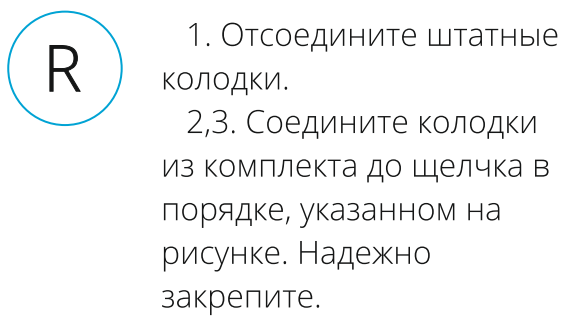 R
1. Отсоедините штатные
колодки.
2,3. Соедините колодки
из комплекта до щелчка в
порядке, указанном на
рисунке. Надежно
закрепите.